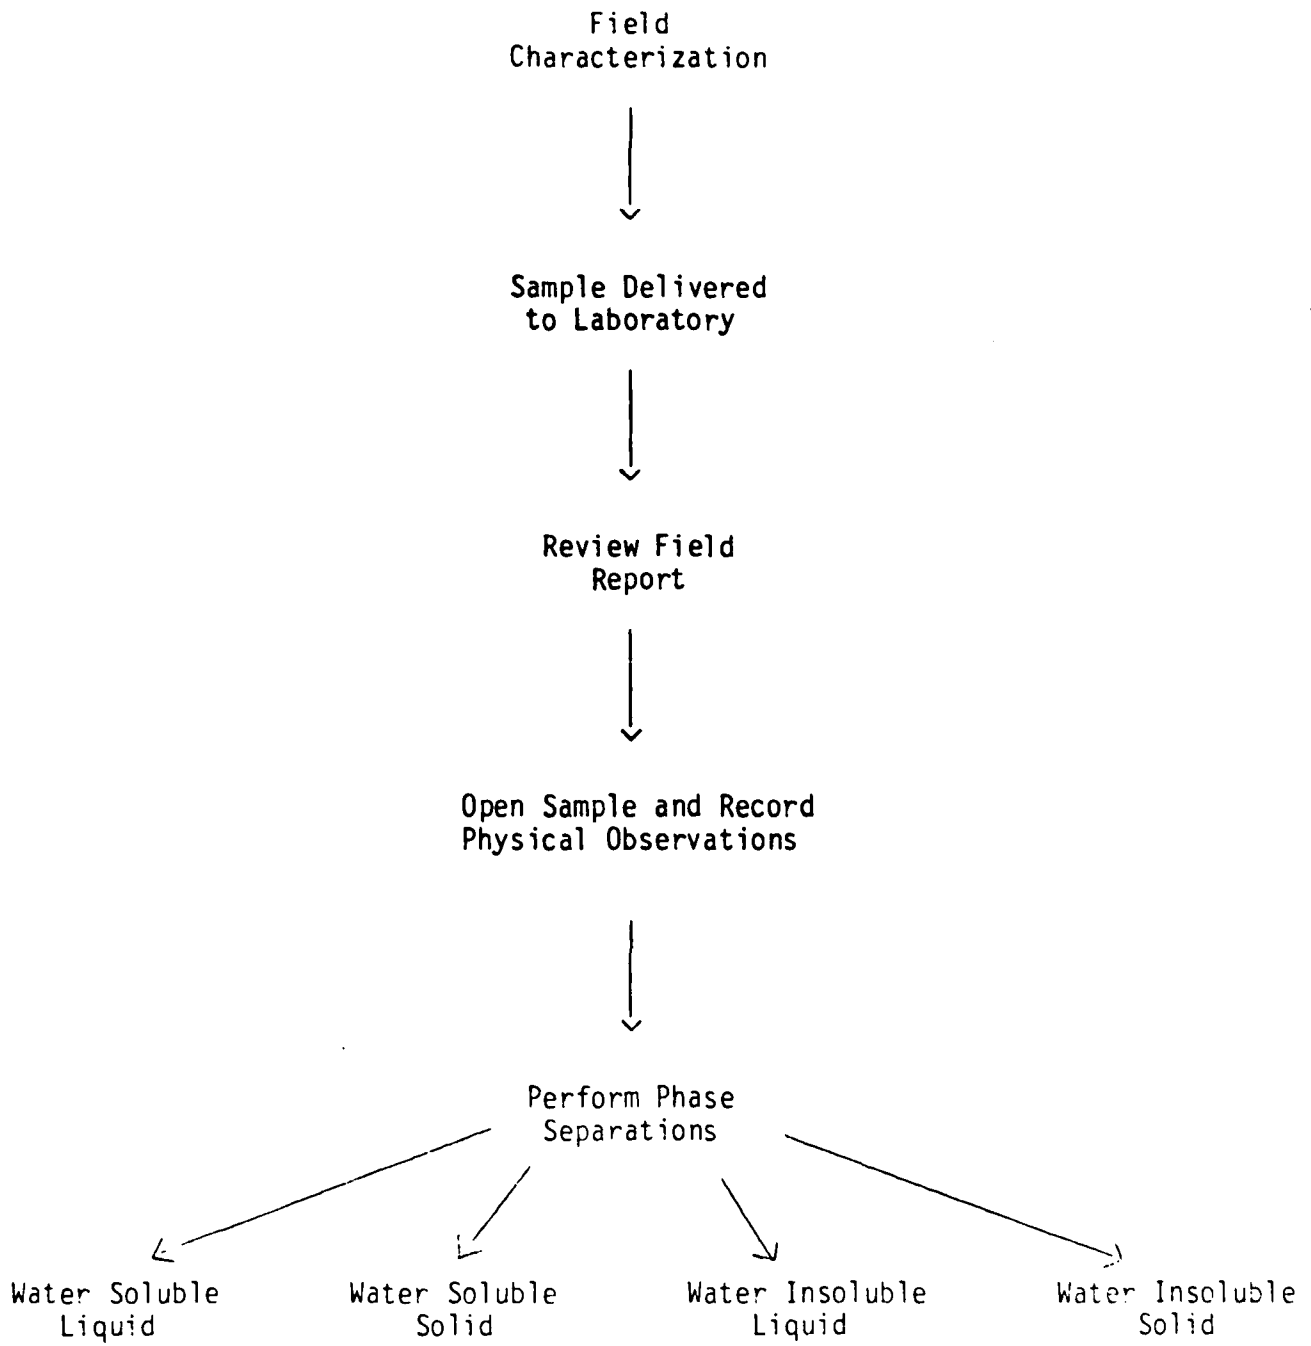 Field
Characterization
Sample Delivered
to Laboratory
Review Field
Report
Open Sample and Record
Physical Observations
Perform Phase
Separations
Water Soluble
Liquid
Water Soluble
Solid
Water Insoluble
Liquid
Water Insoluble
Solid